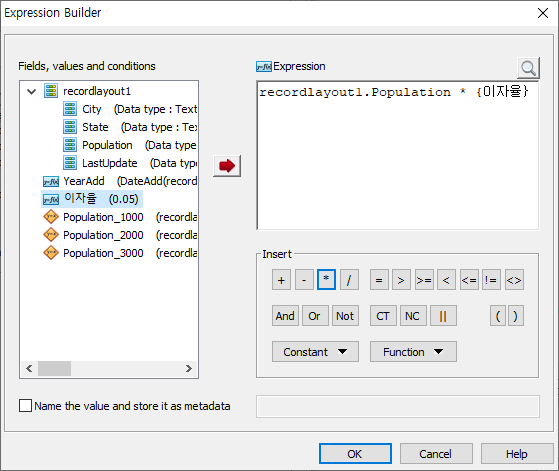 Expression Builder
Fields, values and conditions
recordlayout1
City (Data type : Text
State (Data type : Tex
Population (Data type
LastUpdate (Data typ
YearAdd (DateAdd(recor
이자율 (0.05)
Population_1000 (recordla
Population_2000 (recordla
Population_3000 (recordla
Name the value and store it as metadata
Expression
recordlayout1.Population * {이자율}
Insert
+ - * / = > >= < <= != <>
And Or Not CT NC || ( )
Constant Function
OK Cancel Help